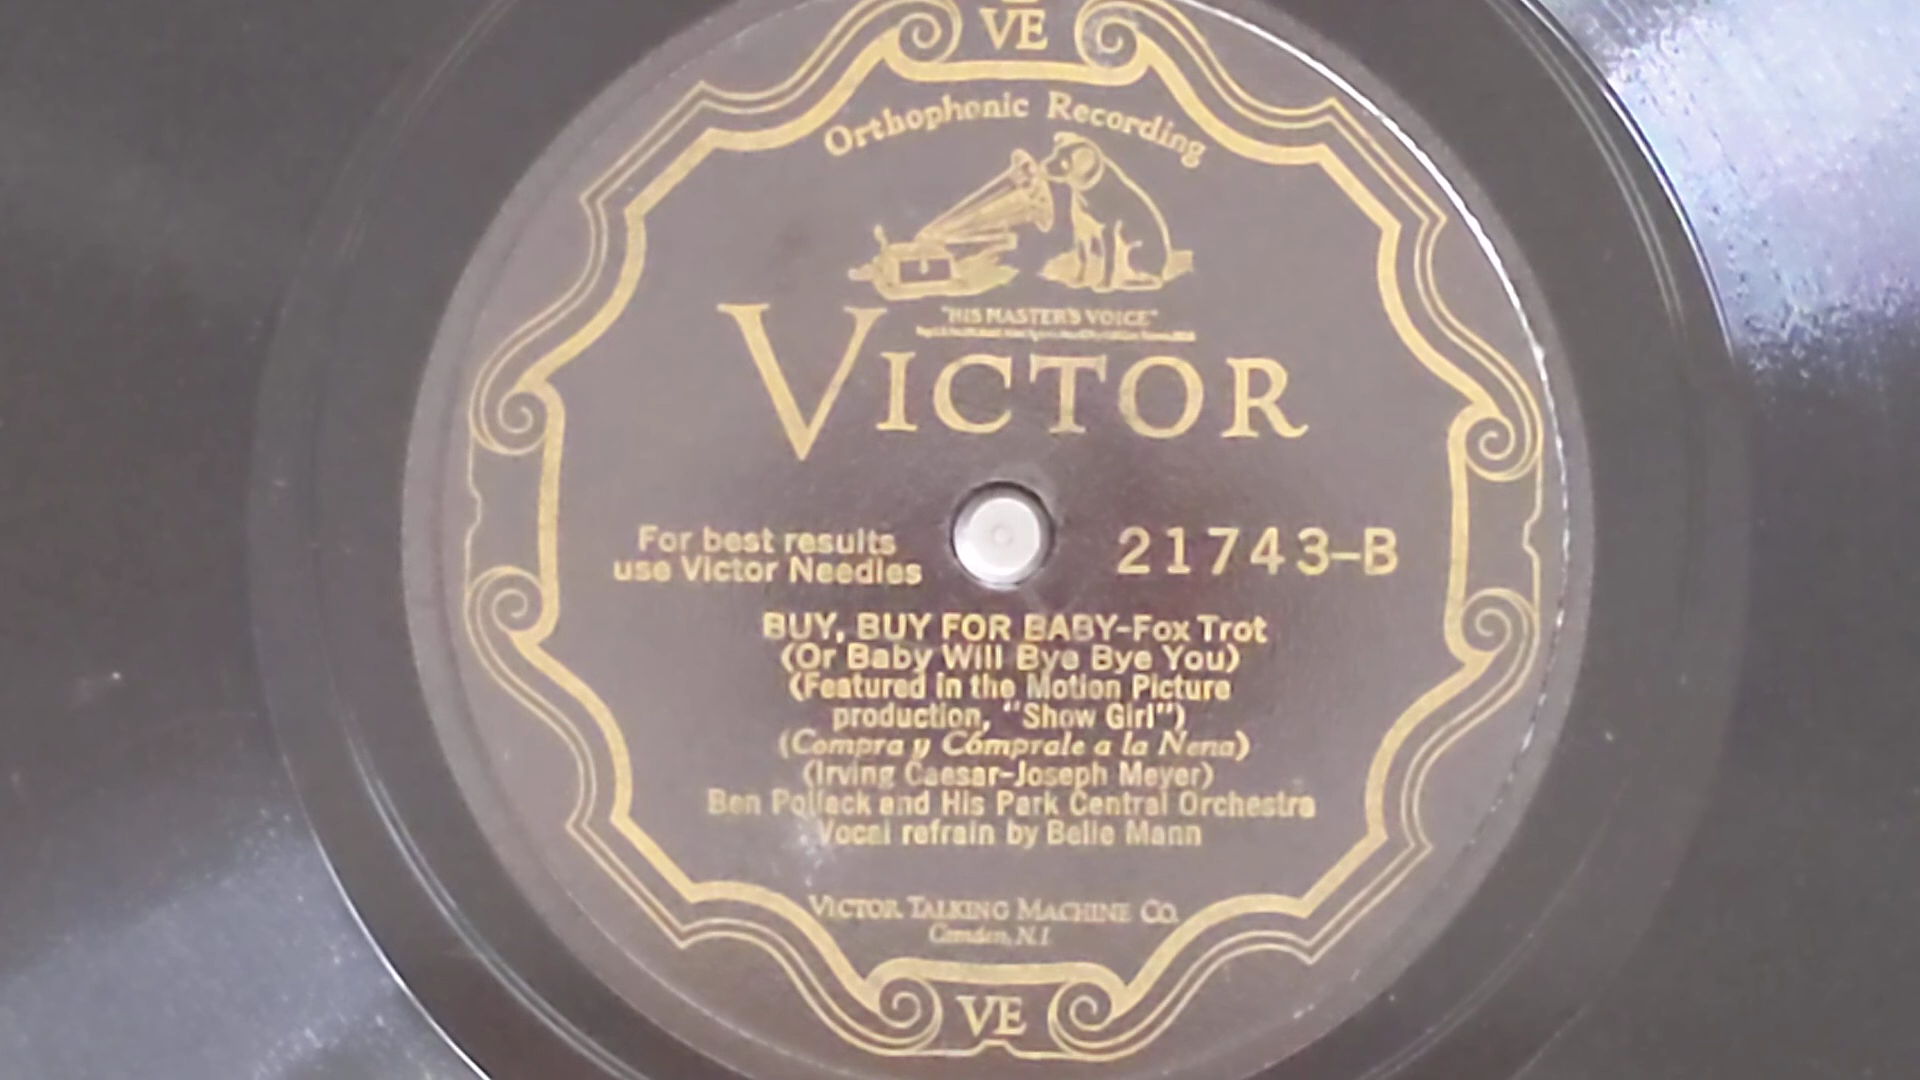 VE
Orthophonic Recording
"HIS MASTER'S VOICE"
VICTOR
For best results
use Victor Needles
21743-B
BUY, BUY FOR BABY-Fox Trot
(Or Baby Will Bye Bye You)
(Featured in the Motion Picture
production, "Show Girl")
(Compra y Cómprale a la Nena)
(Irving Caesar-Joseph Meyer)
Ben Pollack and His Park Central Orchestra
Vocal refrain by Belle Mann
VICTOR TALKING MACHINE CO.
Camden, N.J.
VE